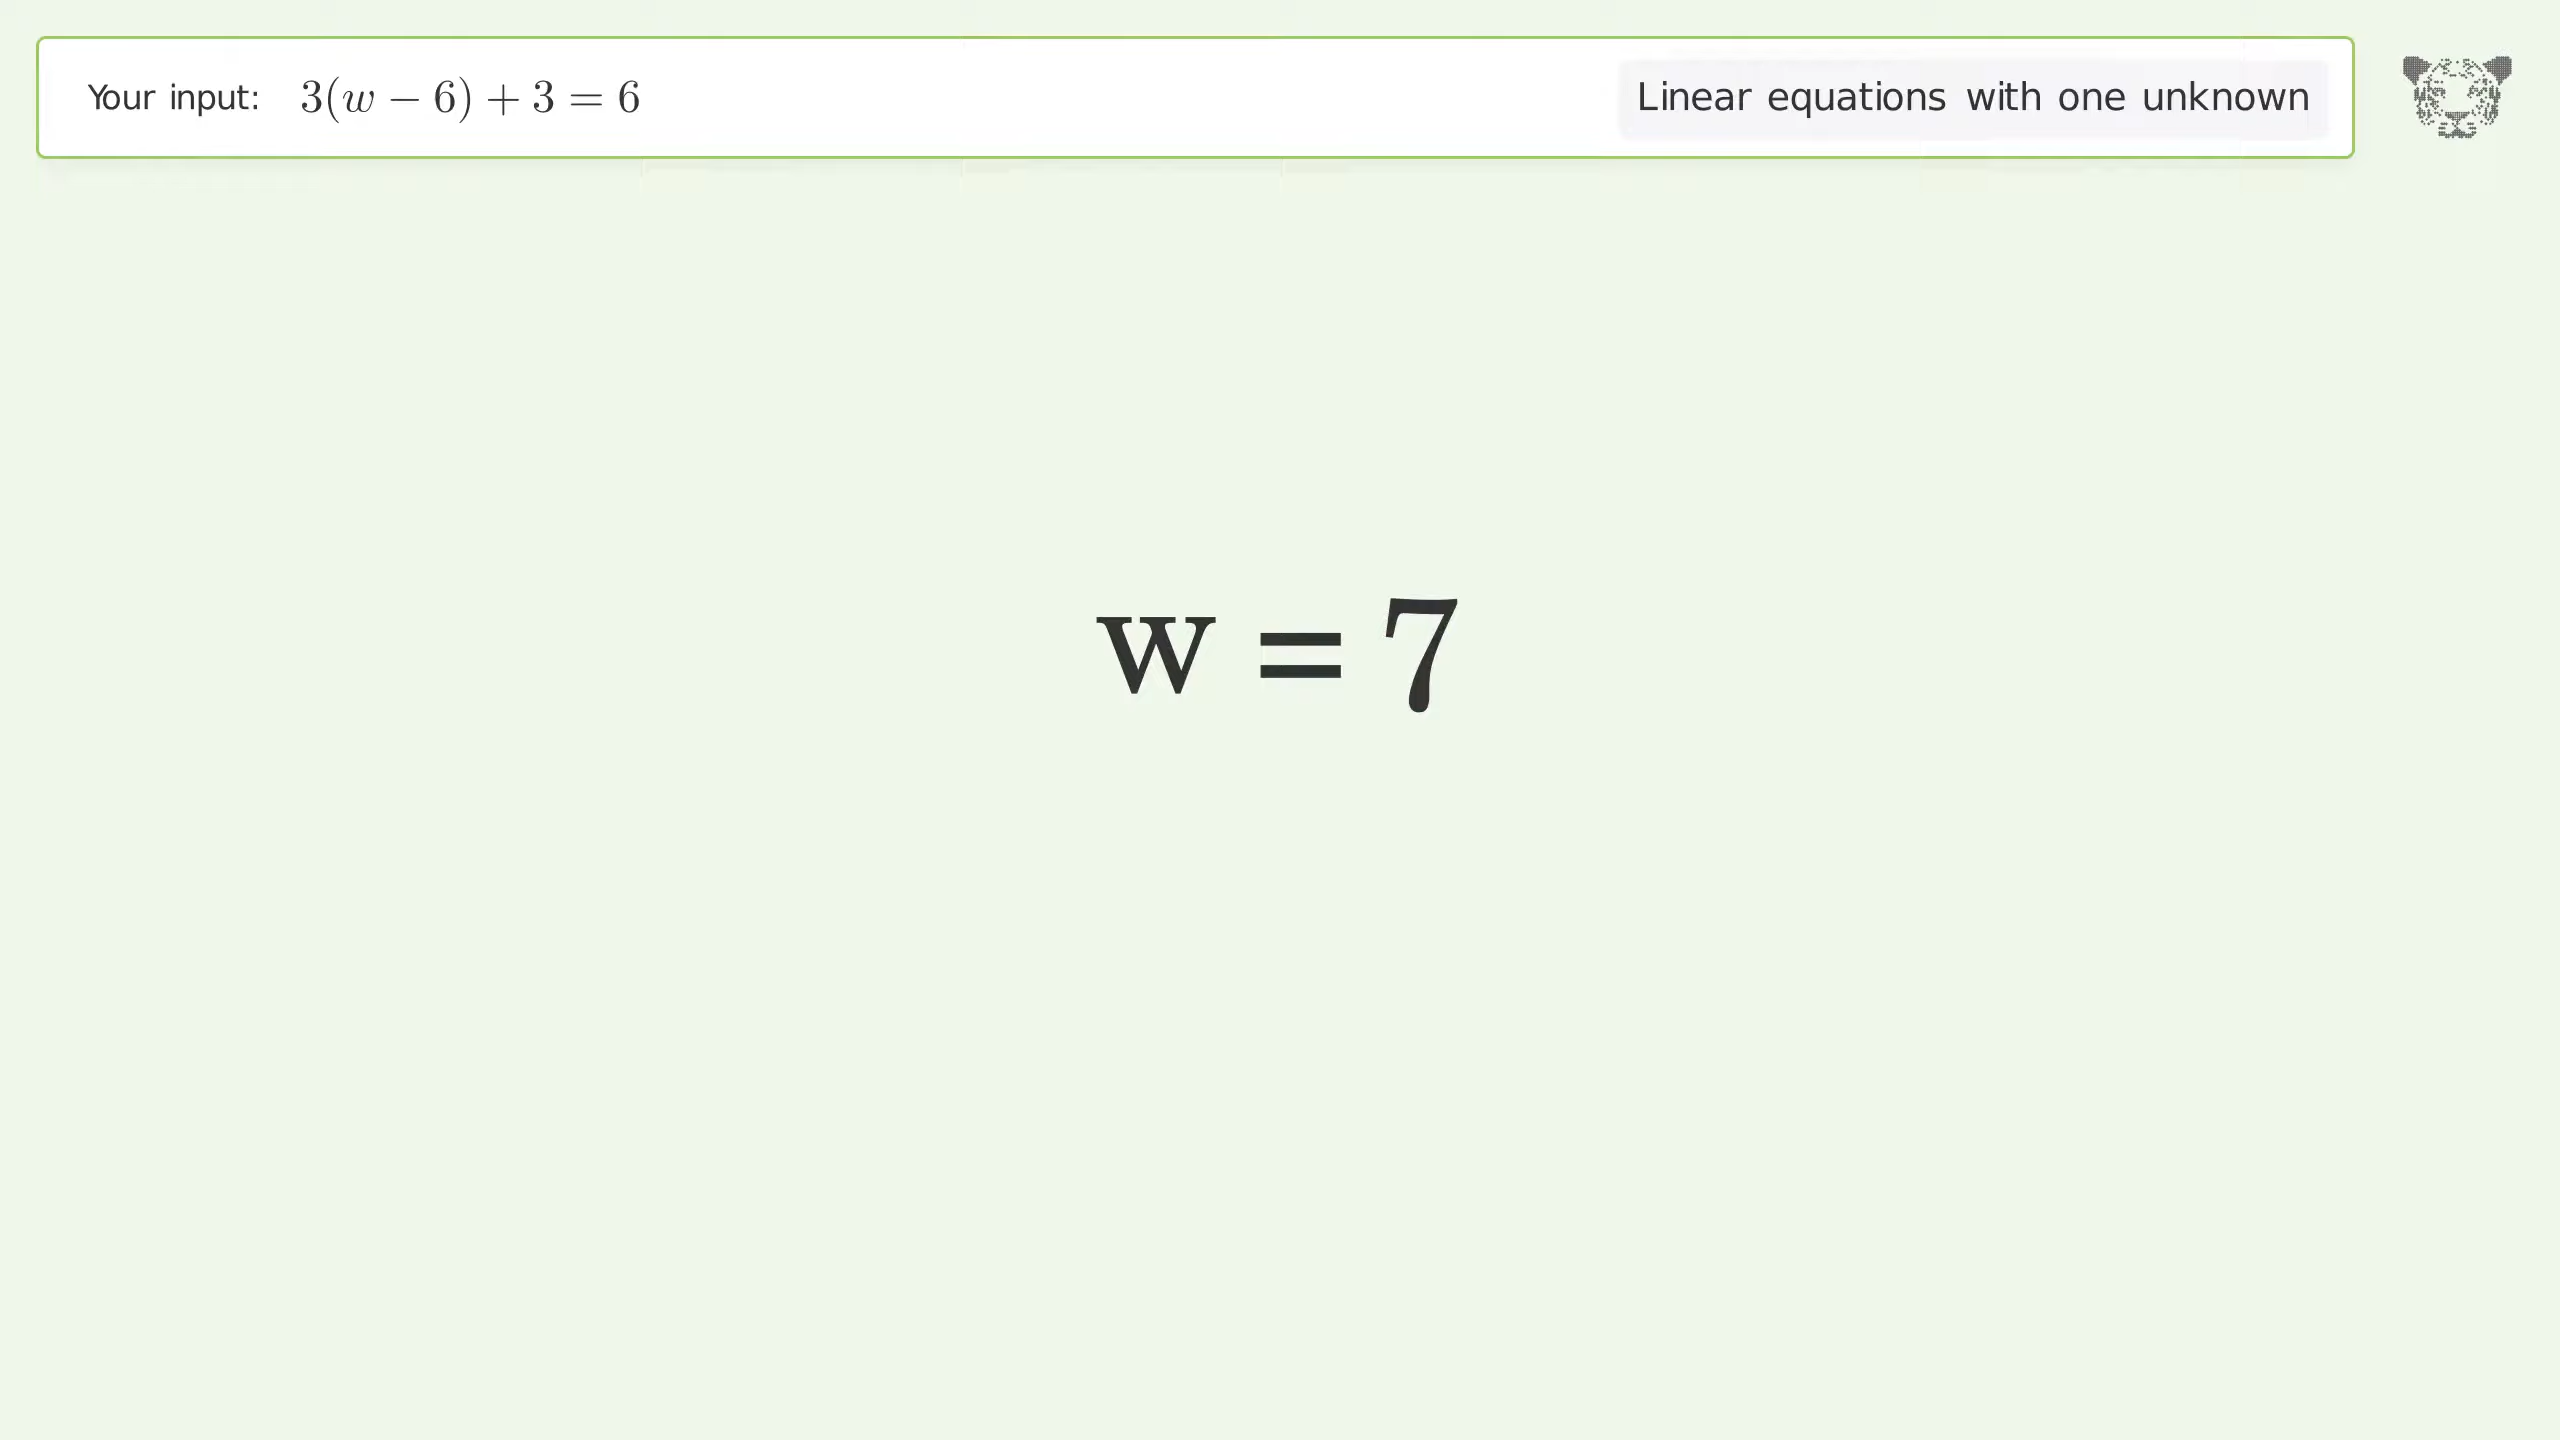 Your input: 3(w − 6) + 3 = 6
Linear equations with one unknown
w = 7